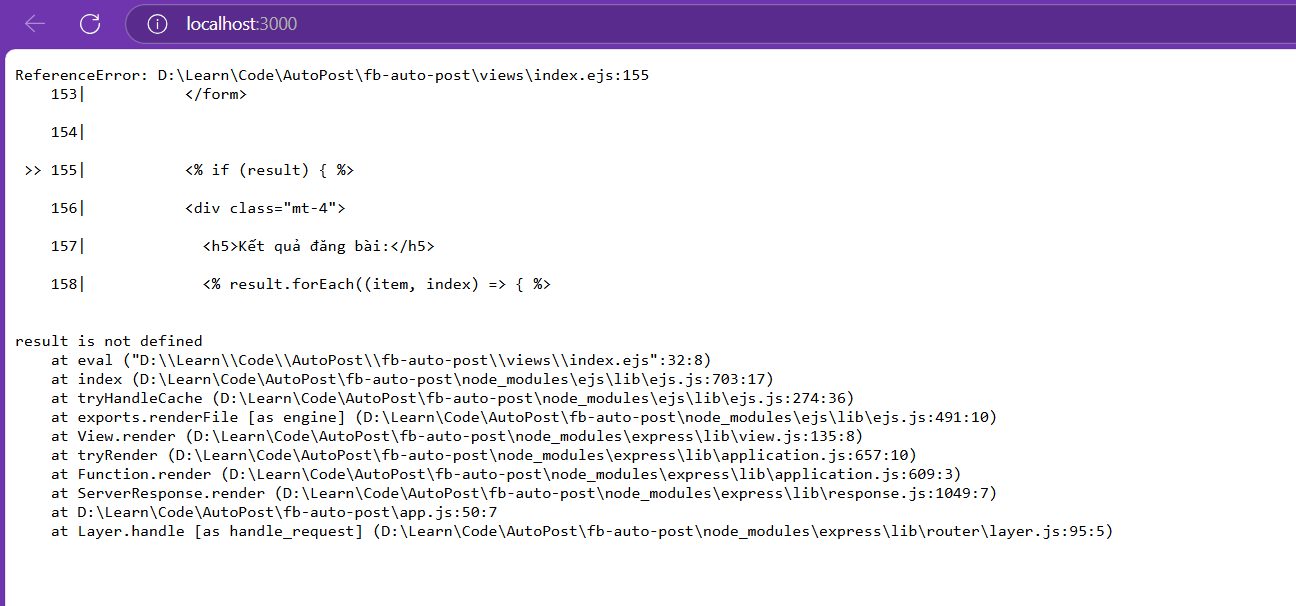 localhost:3000
ReferenceError: D:\Learn\Code\AutoPost\fb-auto-post\views\index.ejs:155
    153|           </form>
    154|
 >> 155|           <% if (result) { %>
    156|           <div class="mt-4">
    157|             <h5>Kết quả đăng bài:</h5>
    158|             <% result.forEach((item, index) => { %>
result is not defined
    at eval ("D:\\Learn\\Code\\AutoPost\\fb-auto-post\\views\\index.ejs":32:8)
    at index (D:\Learn\Code\AutoPost\fb-auto-post\node_modules\ejs\lib\ejs.js:703:17)
    at tryHandleCache (D:\Learn\Code\AutoPost\fb-auto-post\node_modules\ejs\lib\ejs.js:274:36)
    at exports.renderFile [as engine] (D:\Learn\Code\AutoPost\fb-auto-post\node_modules\ejs\lib\ejs.js:491:10)
    at View.render (D:\Learn\Code\AutoPost\fb-auto-post\node_modules\express\lib\view.js:135:8)
    at tryRender (D:\Learn\Code\AutoPost\fb-auto-post\node_modules\express\lib\application.js:657:10)
    at Function.render (D:\Learn\Code\AutoPost\fb-auto-post\node_modules\express\lib\application.js:609:3)
    at ServerResponse.render (D:\Learn\Code\AutoPost\fb-auto-post\node_modules\express\lib\response.js:1049:7)
    at D:\Learn\Code\AutoPost\fb-auto-post\app.js:50:7
    at Layer.handle [as handle_request] (D:\Learn\Code\AutoPost\fb-auto-post\node_modules\express\lib\router\layer.js:95:5)